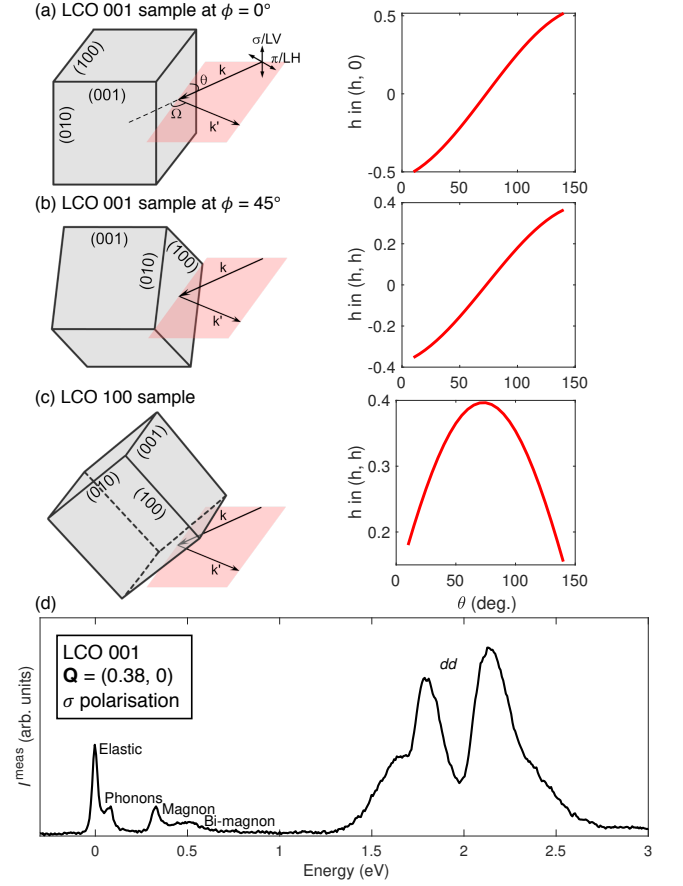 (a) LCO 001 sample at ϕ = 0°
(100)
(001)
(010)
σ/LV
π/LH
k
θ
Ω
k'
h in (h, 0)
0.5
0
-0.5
0 50 100 150
(b) LCO 001 sample at ϕ = 45°
(001)
(010)
(100)
k
k'
h in (h, h)
0.4
0.2
0
-0.2
-0.4
0 50 100 150
(c) LCO 100 sample
(001)
(010)
(100)
k
k'
h in (h, h)
0.4
0.3
0.2
0 50 100 150
θ (deg.)
(d)
LCO 001
Q = (0.38, 0)
σ polarisation
dd
Elastic
Phonons
Magnon
Bi-magnon
I^meas (arb. units)
0 0.5 1 1.5 2 2.5 3
Energy (eV)